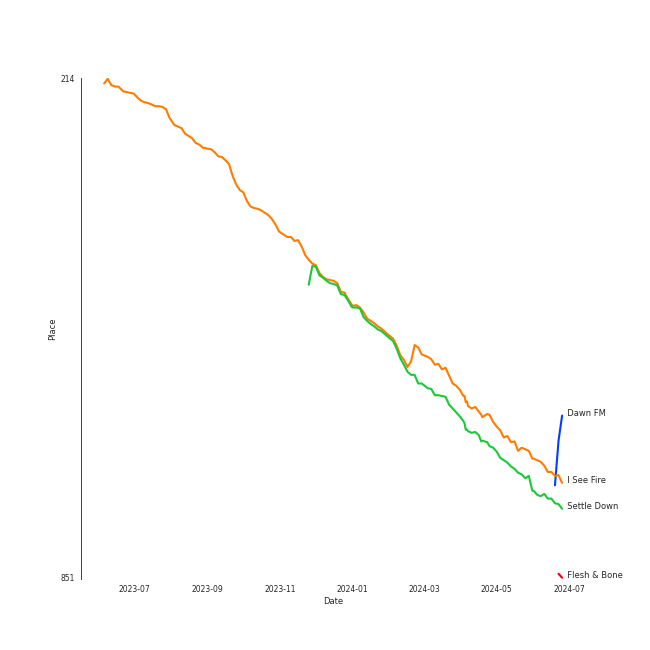 214
Dawn FM
Place
I See Fire
Settle Down
Flesh & Bone
851
2023-07 2023-09 2023-11 2024-01 2024-03 2024-05 2024-07
Date